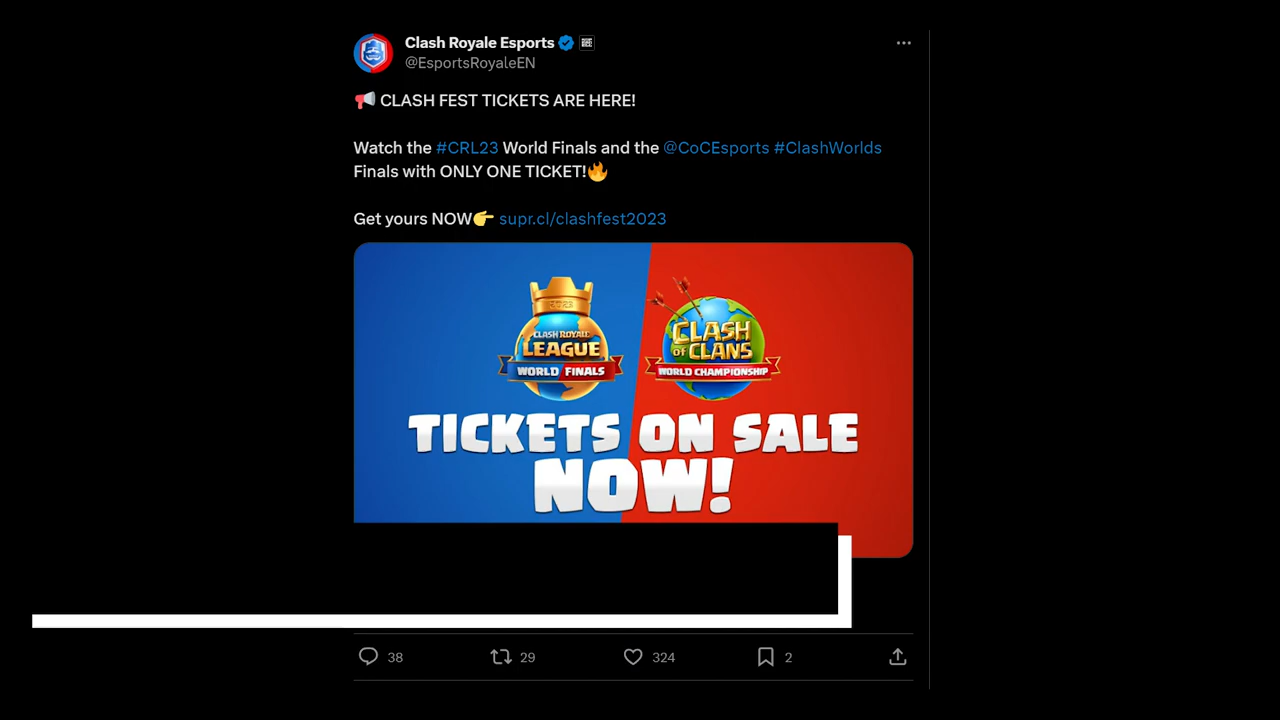 Clash Royale Esports
@EsportsRoyaleEN
📢 CLASH FEST TICKETS ARE HERE!
Watch the #CRL23 World Finals and the @CoCEsports #ClashWorlds
Finals with ONLY ONE TICKET!🔥
Get yours NOW👉 supr.cl/clashfest2023
2023
CLASH ROYALE
LEAGUE
WORLD FINALS
CLASH
OF CLANS
WORLD CHAMPIONSHIP
TICKETS ON SALE
NOW!
38 29 324 2